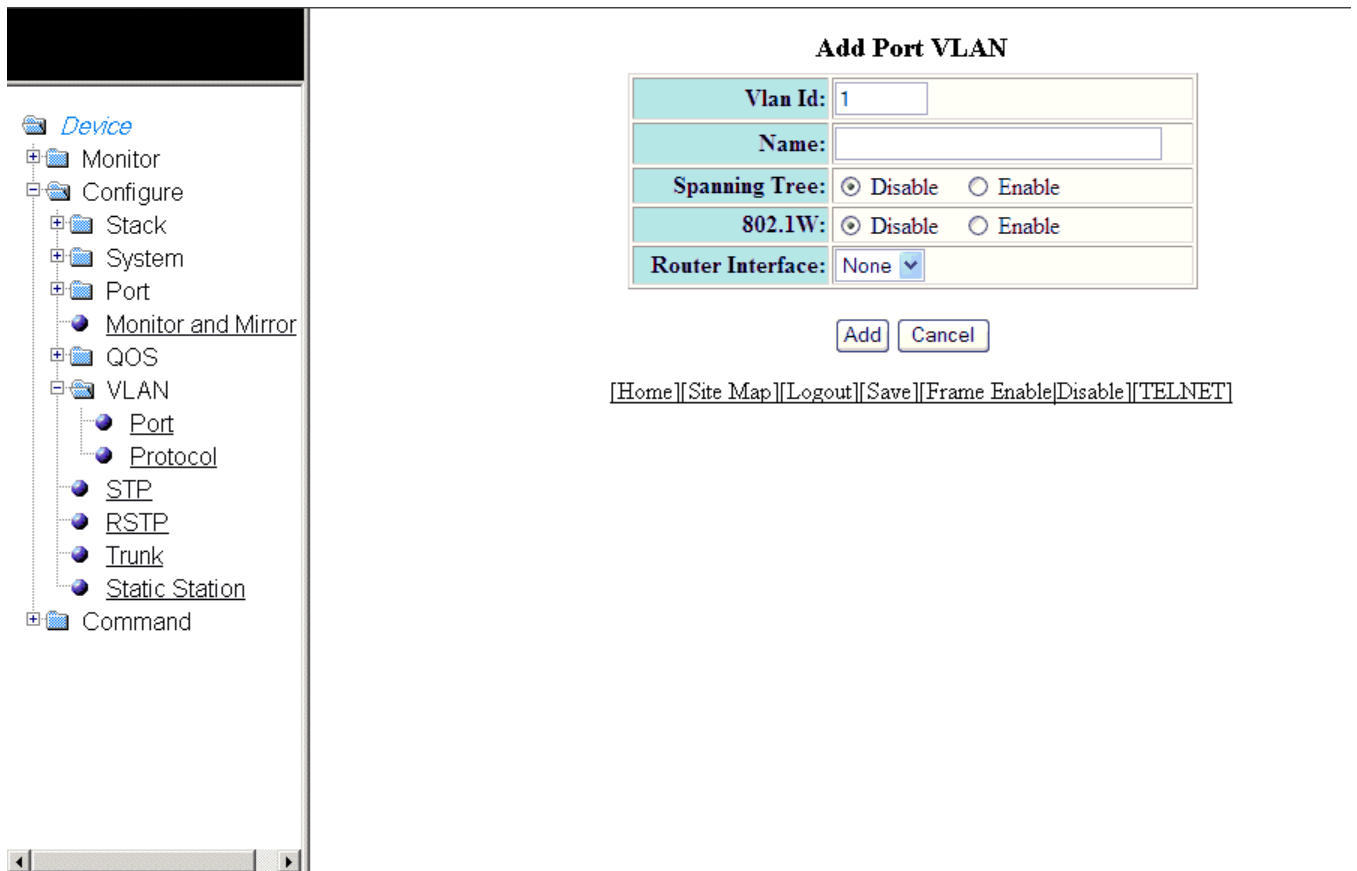 Device
Monitor
Configure
Stack
System
Port
Monitor and Mirror
QOS
VLAN
Port
Protocol
STP
RSTP
Trunk
Static Station
Command
Add Port VLAN
Vlan Id: 1
Name:
Spanning Tree: Disable Enable
802.1W: Disable Enable
Router Interface: None
Add Cancel
[Home][Site Map][Logout][Save][Frame Enable|Disable][TELNET]